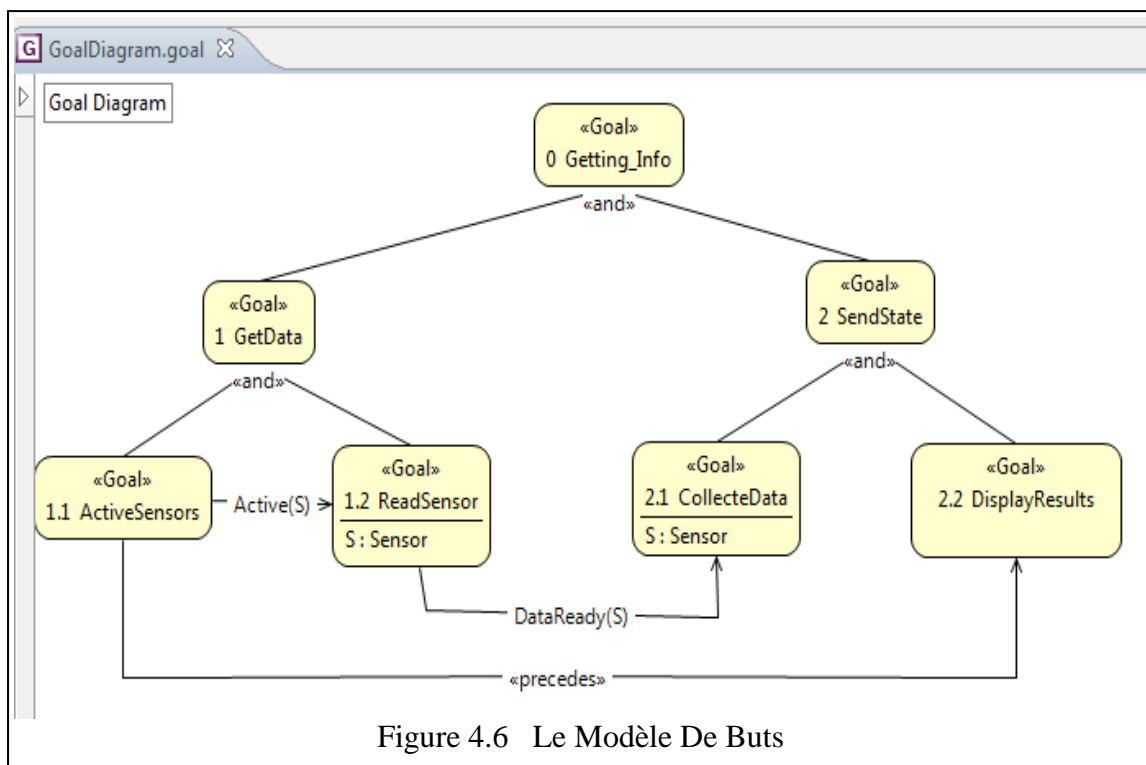 G GoalDiagram.goal
Goal Diagram
«Goal»
0 Getting_Info
«and»
«Goal»
1 GetData
«and»
«Goal»
2 SendState
«and»
«Goal»
1.1 ActiveSensors
Active(S)
«Goal»
1.2 ReadSensor
S : Sensor
«Goal»
2.1 CollecteData
S : Sensor
«Goal»
2.2 DisplayResults
DataReady(S)
«precedes»
Figure 4.6 Le Modèle De Buts